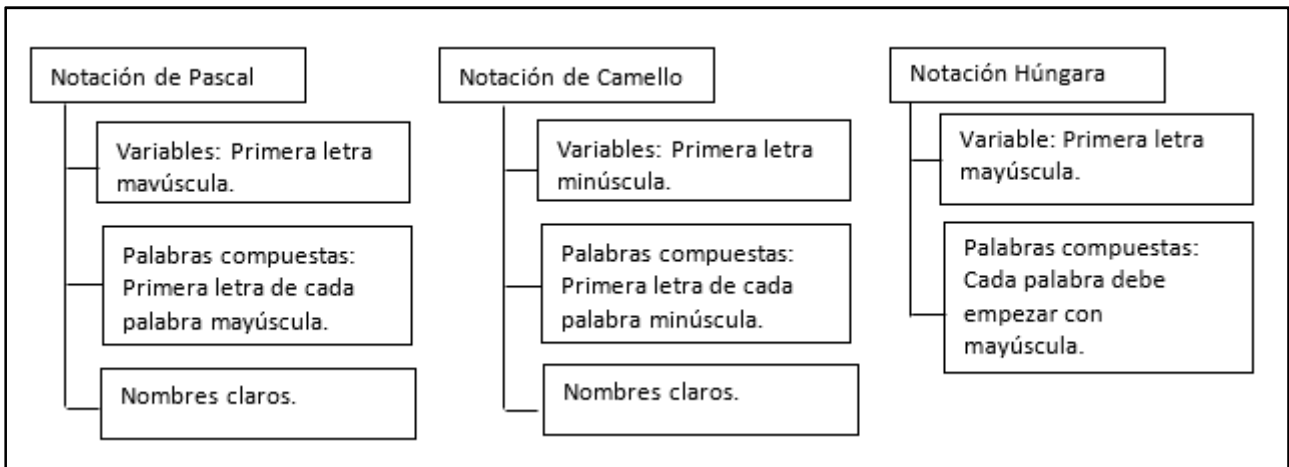 Notación de Pascal
Variables: Primera letra
mavúscula.
Palabras compuestas:
Primera letra de cada
palabra mayúscula.
Nombres claros.
Notación de Camello
Variables: Primera letra
minúscula.
Palabras compuestas:
Primera letra de cada
palabra minúscula.
Nombres claros.
Notación Húngara
Variable: Primera letra
mayúscula.
Palabras compuestas:
Cada palabra debe
empezar con
mayúscula.